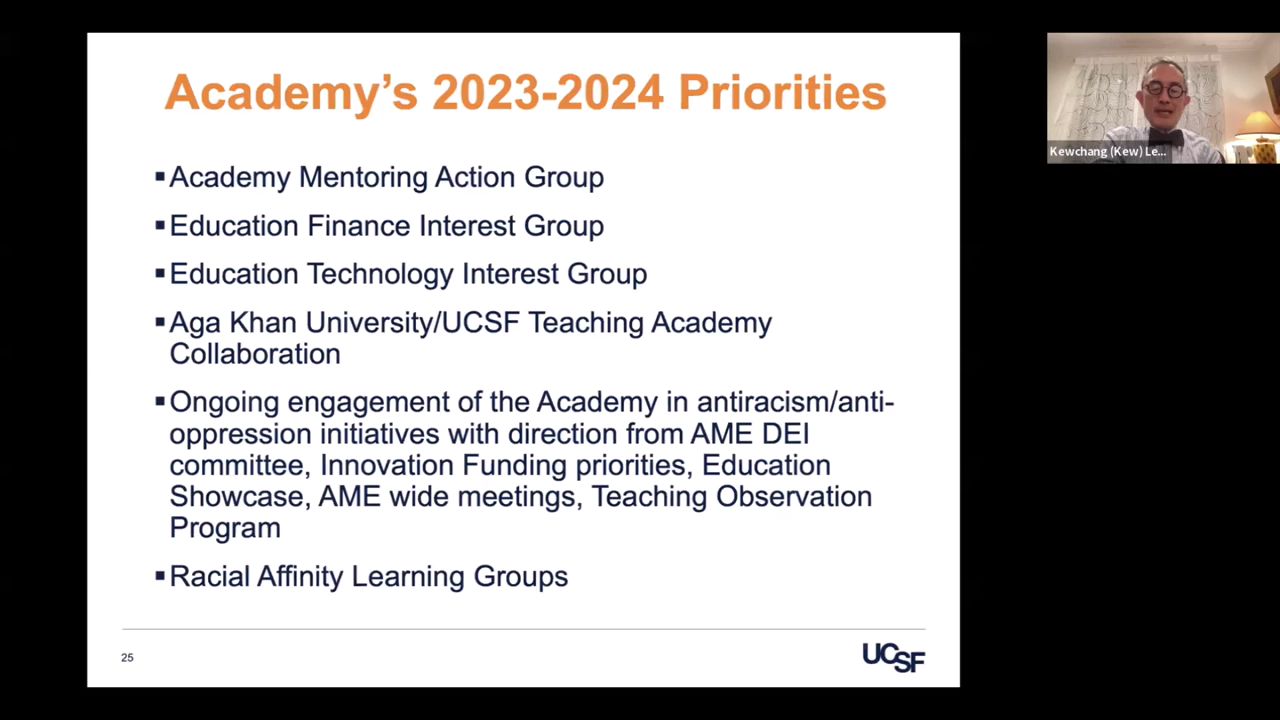 Academy’s 2023-2024 Priorities
▪Academy Mentoring Action Group
▪Education Finance Interest Group
▪Education Technology Interest Group
▪Aga Khan University/UCSF Teaching Academy
Collaboration
▪Ongoing engagement of the Academy in antiracism/anti-
oppression initiatives with direction from AME DEI
committee, Innovation Funding priorities, Education
Showcase, AME wide meetings, Teaching Observation
Program
▪Racial Affinity Learning Groups
25
UCSF
Kewchang (Kew) Le...